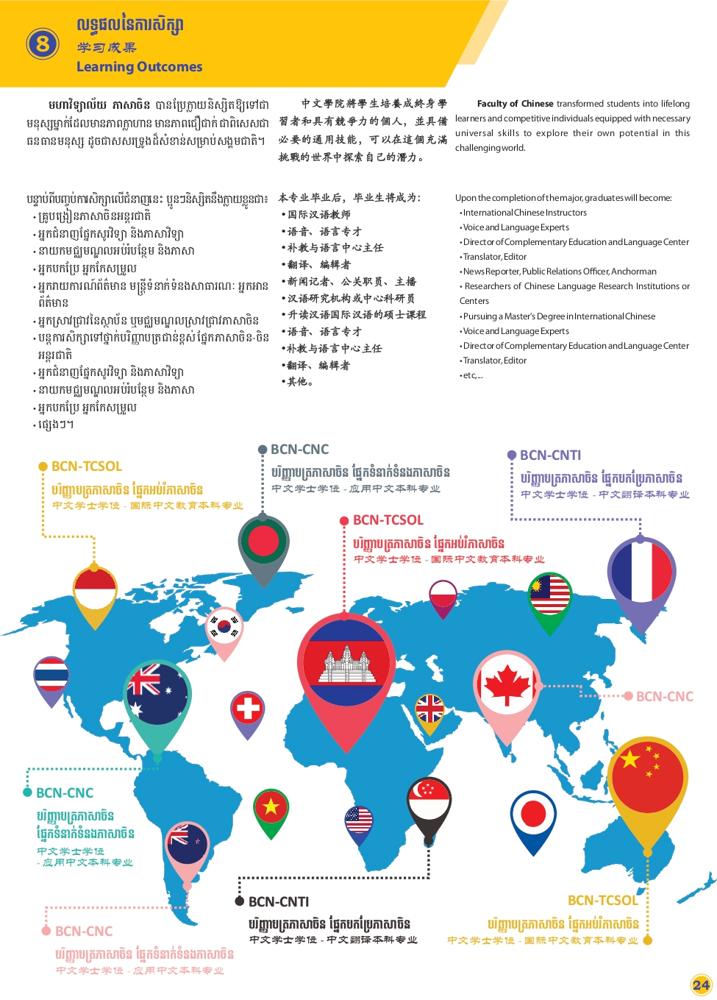 8
លទ្ធផលនៃការសិក្សា
学习成果
Learning Outcomes
មហាវិទ្យាល័យ ភាសាចិន បានប្រែក្លាយនិស្សិតឱ្យទៅជា
មនុស្សម្នាក់ដែលមានភាពក្លាហាន មានភាពជឿជាក់ ជាពិសេសជា
ធនធានមនុស្ស ដូចជាសសរទ្រូងដ៏សំខាន់សម្រាប់សង្គមជាតិ។
中文學院將學生培養成終身學
習者和具有競爭力的個人，並具備
必要的通用技能，可以在這個充滿
挑戰的世界中探索自己的潛力。
Faculty of Chinese transformed students into lifelong
learners and competitive individuals equipped with necessary
universal skills to explore their own potential in this
challenging world.
បន្ទាប់ពីបញ្ចប់ការសិក្សាលើជំនាញនេះ ប្អូនៗនិស្សិតនឹងក្លាយខ្លួនជា៖
• គ្រូបង្រៀនភាសាចិនអន្តរជាតិ
• អ្នកជំនាញផ្នែកសូរវិទ្យា និងភាសាវិទ្យា
• នាយកមជ្ឈមណ្ឌលអប់រំបន្ថែម និងភាសា
• អ្នកបកប្រែ អ្នកកែសម្រួល
• អ្នករាយការណ៍ព័ត៌មាន មន្ត្រីទំនាក់ទំនងសាធារណៈ អ្នកអាន
ព័ត៌មាន
• អ្នកស្រាវជ្រាវនៃស្ថាប័ន ឬមជ្ឈមណ្ឌលស្រាវជ្រាវភាសាចិន
• បន្តការសិក្សាទៅថ្នាក់បរិញ្ញាបត្រជាន់ខ្ពស់ ផ្នែកភាសាចិន-ចិន
អន្តរជាតិ
• អ្នកជំនាញផ្នែកសូរវិទ្យា និងភាសាវិទ្យា
• នាយកមជ្ឈមណ្ឌលអប់រំបន្ថែម និងភាសា
• អ្នកបកប្រែ អ្នកកែសម្រួល
• ផ្សេងៗ។
本专业毕业后，毕业生将成为：
•国际汉语教师
•语音、语言专才
•补教与语言中心主任
•翻译、编辑者
•新闻记者、公关职员、主播
•汉语研究机构或中心科研员
•升读汉语国际汉语的硕士课程
•语音、语言专才
•补教与语言中心主任
•翻译、编辑者
•其他。
Upon the completion of the major, graduates will become:
• International Chinese Instructors
• Voice and Language Experts
• Director of Complementary Education and Language Center
• Translator, Editor
• News Reporter, Public Relations Officer, Anchorman
• Researchers of Chinese Language Research Institutions or
Centers
• Pursuing a Master's Degree in International Chinese
• Voice and Language Experts
• Director of Complementary Education and Language Center
• Translator, Editor
• etc,...
BCN-TCSOL
បរិញ្ញាបត្រភាសាចិន ផ្នែកអប់រំភាសាចិន
中文学士学位 - 国际中文教育本科专业
BCN-CNC
បរិញ្ញាបត្រភាសាចិន ផ្នែកទំនាក់ទំនងភាសាចិន
中文学士学位 - 应用中文本科专业
BCN-CNTI
បរិញ្ញាបត្រភាសាចិន ផ្នែកបកប្រែភាសាចិន
中文学士学位 - 中文翻译本科专业
BCN-TCSOL
បរិញ្ញាបត្រភាសាចិន ផ្នែកអប់រំភាសាចិន
中文学士学位 - 国际中文教育本科专业
BCN-CNC
BCN-CNC
បរិញ្ញាបត្រភាសាចិន
ផ្នែកទំនាក់ទំនងភាសាចិន
中文学士学位
- 应用中文本科专业
BCN-CNTI
បរិញ្ញាបត្រភាសាចិន ផ្នែកបកប្រែភាសាចិន
中文学士学位 - 中文翻译本科专业
BCN-TCSOL
បរិញ្ញាបត្រភាសាចិន ផ្នែកអប់រំភាសាចិន
中文学士学位 - 国际中文教育本科专业
BCN-CNC
បរិញ្ញាបត្រភាសាចិន ផ្នែកទំនាក់ទំនងភាសាចិន
中文学士学位 - 应用中文本科专业
24